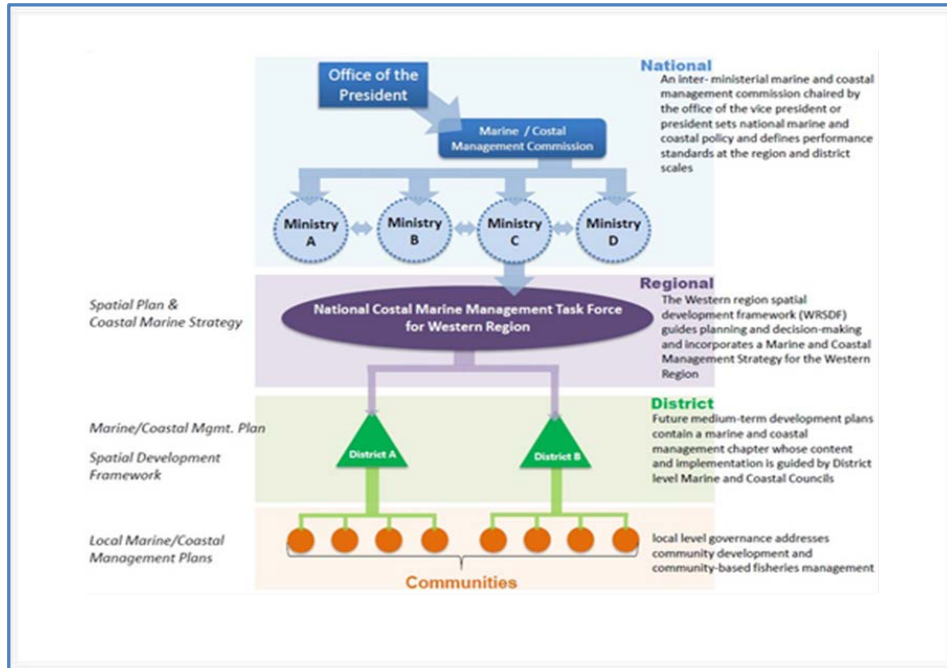 National
An inter- ministerial marine and coastal
management commission chaired by
the office of the vice president or
president sets national marine and
coastal policy and defines performance
standards at the region and district
scales
Office of the
President
Marine / Costal
Management Commission
Ministry
A
Ministry
B
Ministry
C
Ministry
D
Regional
The Western region spatial
development framework (WRSDF)
guides planning and decision-making
and incorporates a Marine and Coastal
Management Strategy for the Western
Region
Spatial Plan &
Coastal Marine Strategy
National Costal Marine Management Task Force
for Western Region
District
Future medium-term development plans
contain a marine and coastal
management chapter whose content
and implementation is guided by District
level Marine and Coastal Councils
Marine/Coastal Mgmt. Plan
Spatial Development
Framework
District A
District B
Local Marine/Coastal
Management Plans
local level governance addresses
community development and
community-based fisheries management
Communities